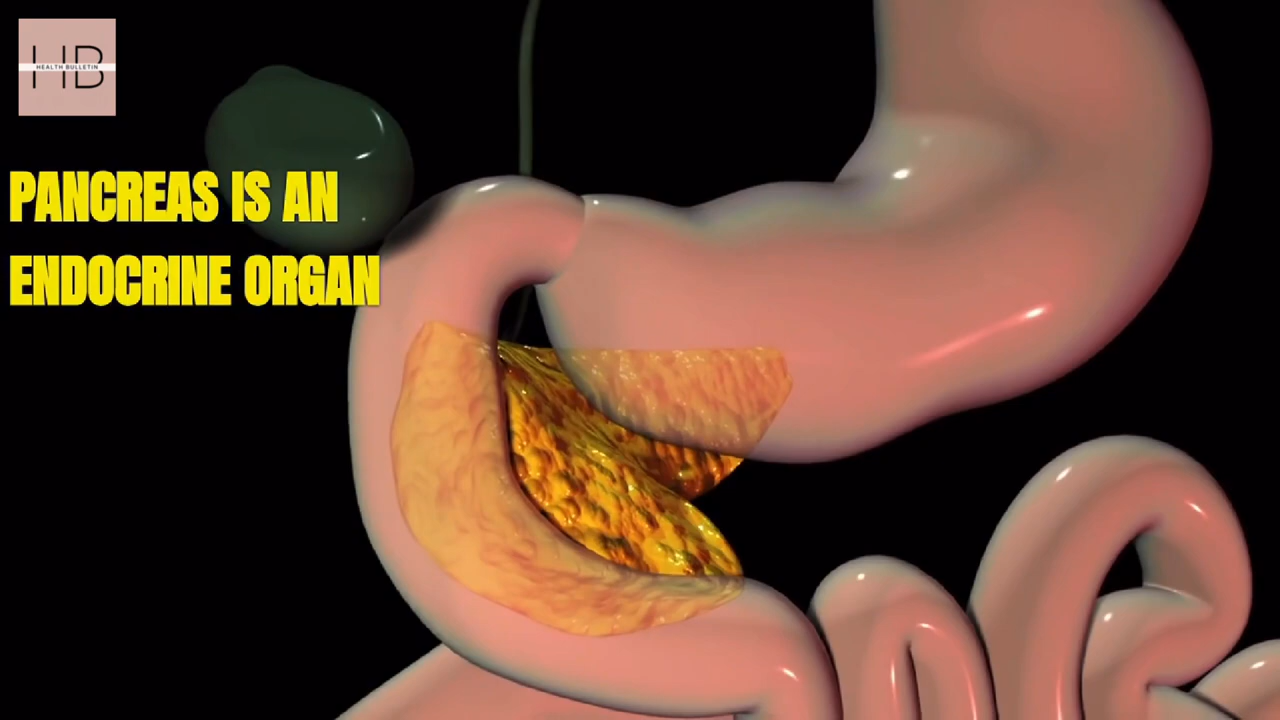 HB
HEALTH BULLETIN
PANCREAS IS AN
ENDOCRINE ORGAN